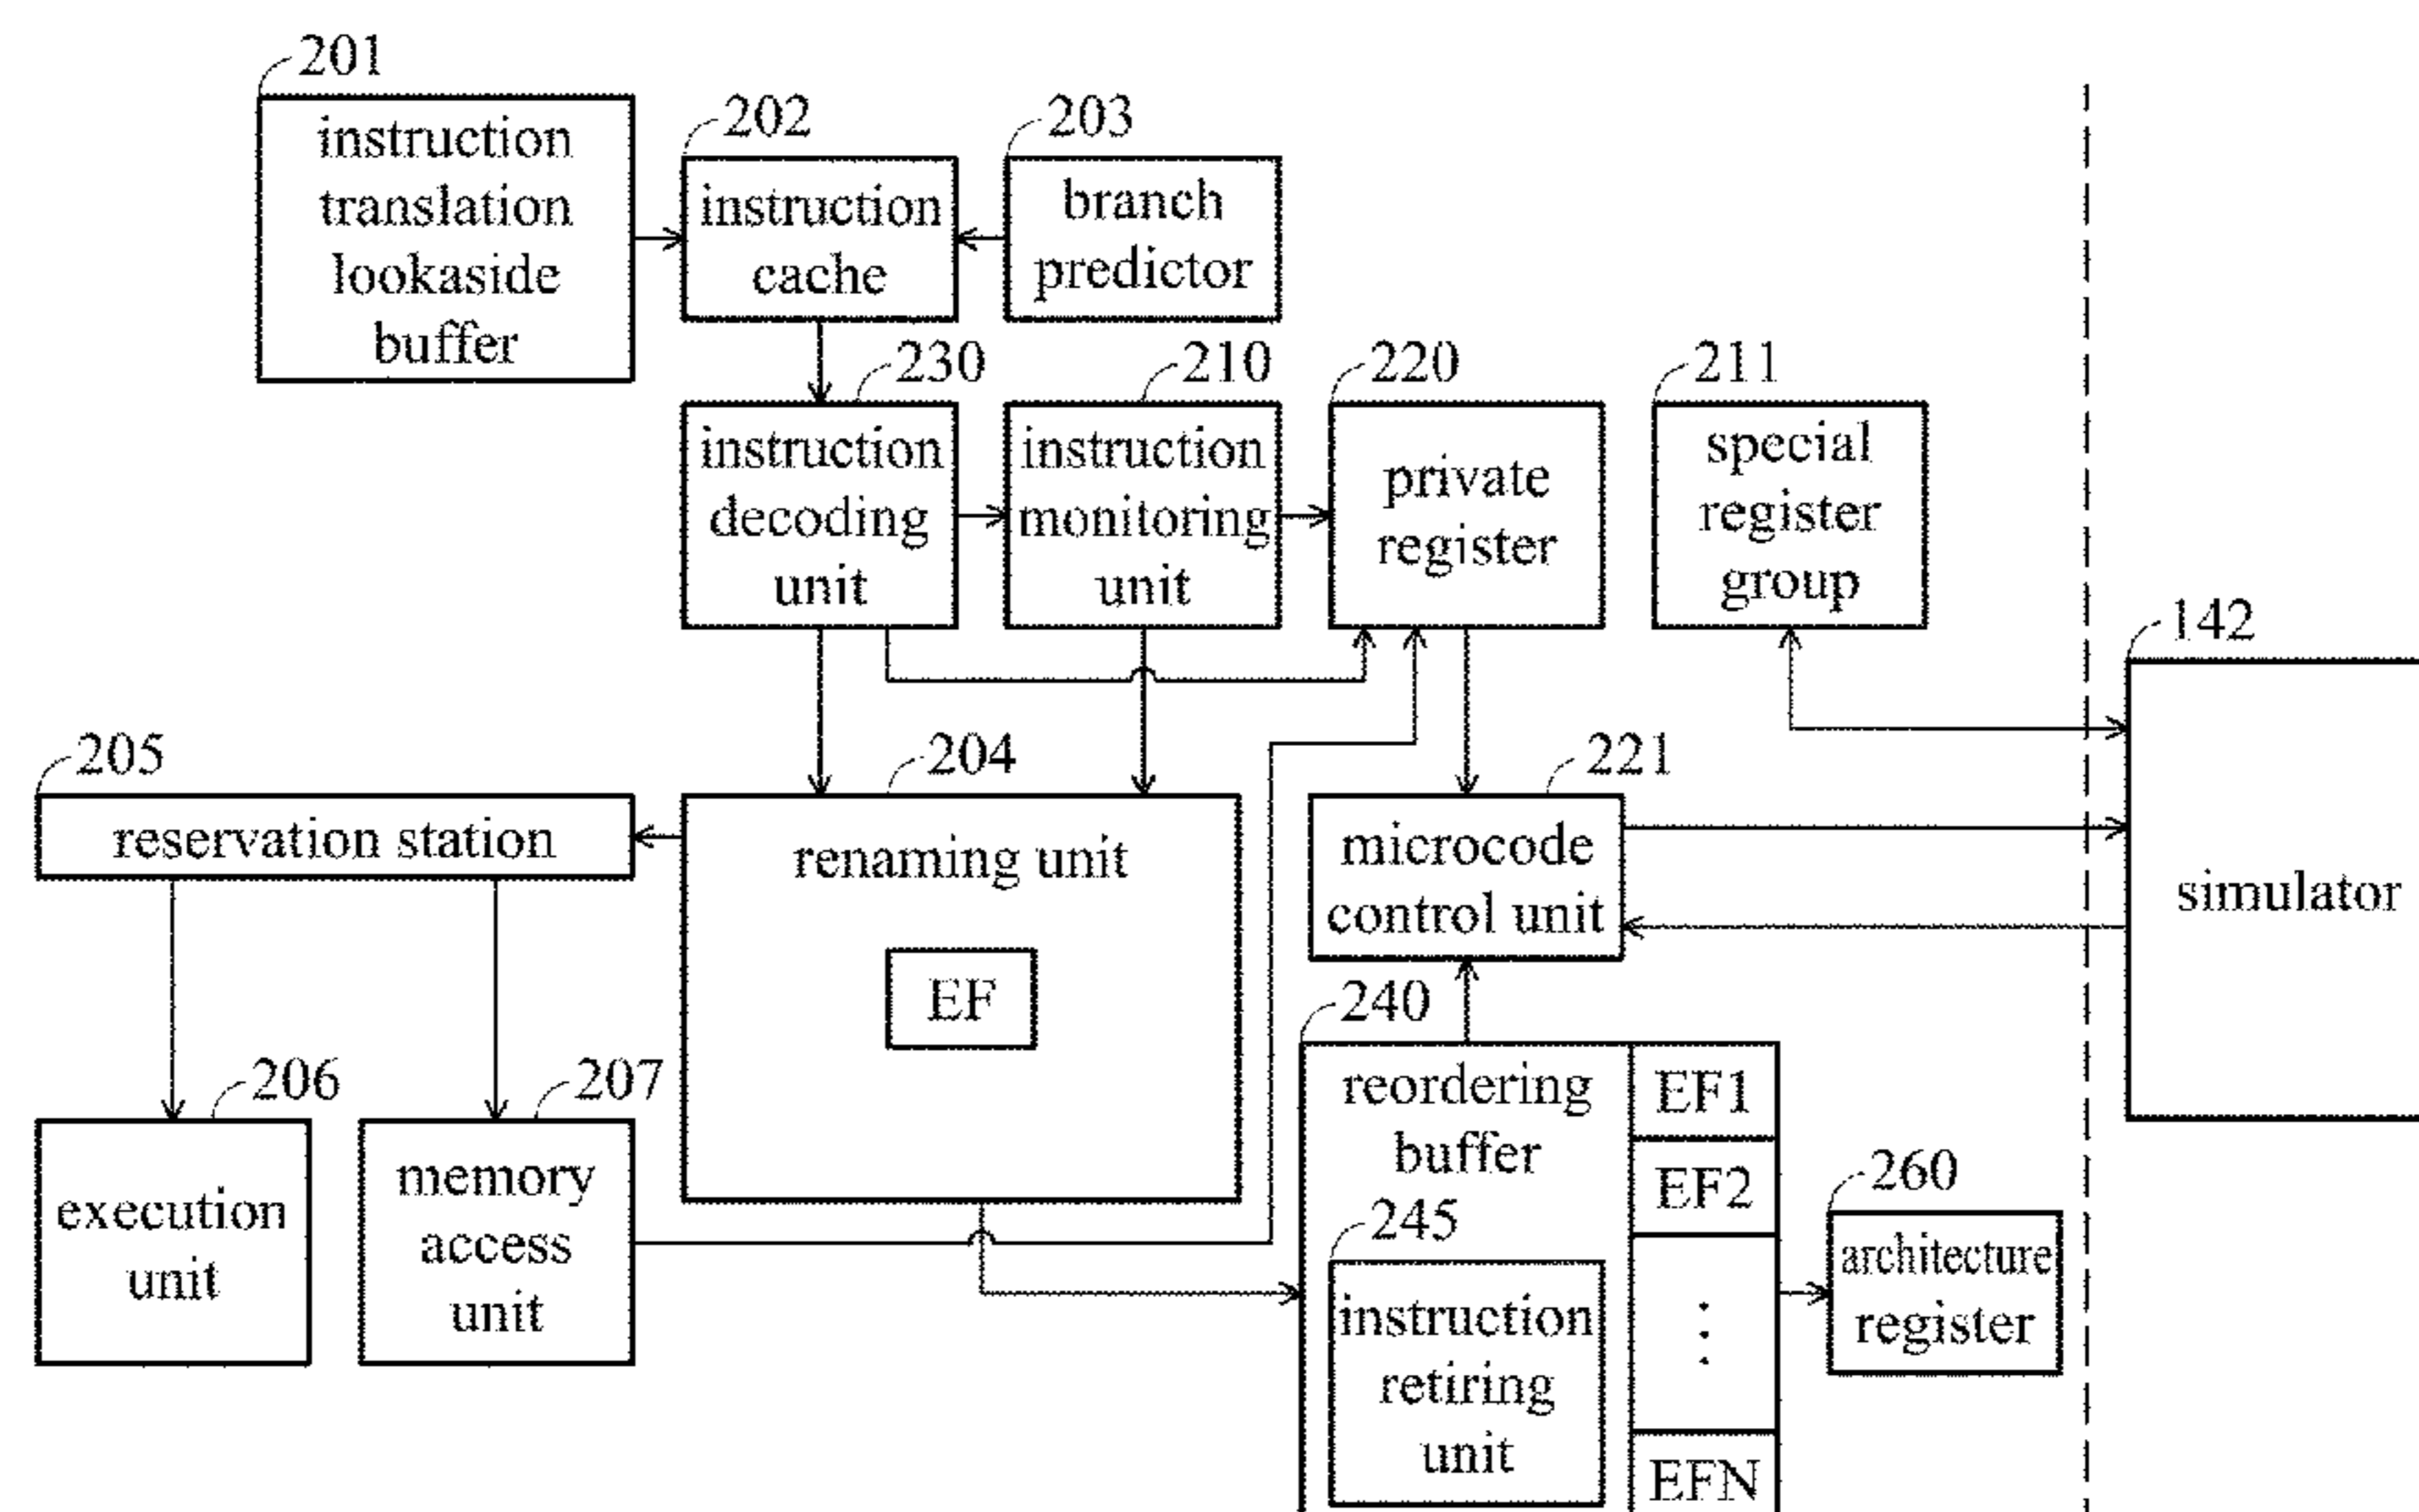 201
instruction
translation
lookaside
buffer
202
instruction
cache
203
branch
predictor
230
instruction
decoding
unit
210
instruction
monitoring
unit
220
private
register
211
special
register
group
142
simulator
205
reservation station
204
renaming unit
EF
221
microcode
control unit
206
execution
unit
207
memory
access
unit
240
reordering
buffer
EF1
EF2
⋮
EFN
245
instruction
retiring
unit
260
architecture
register